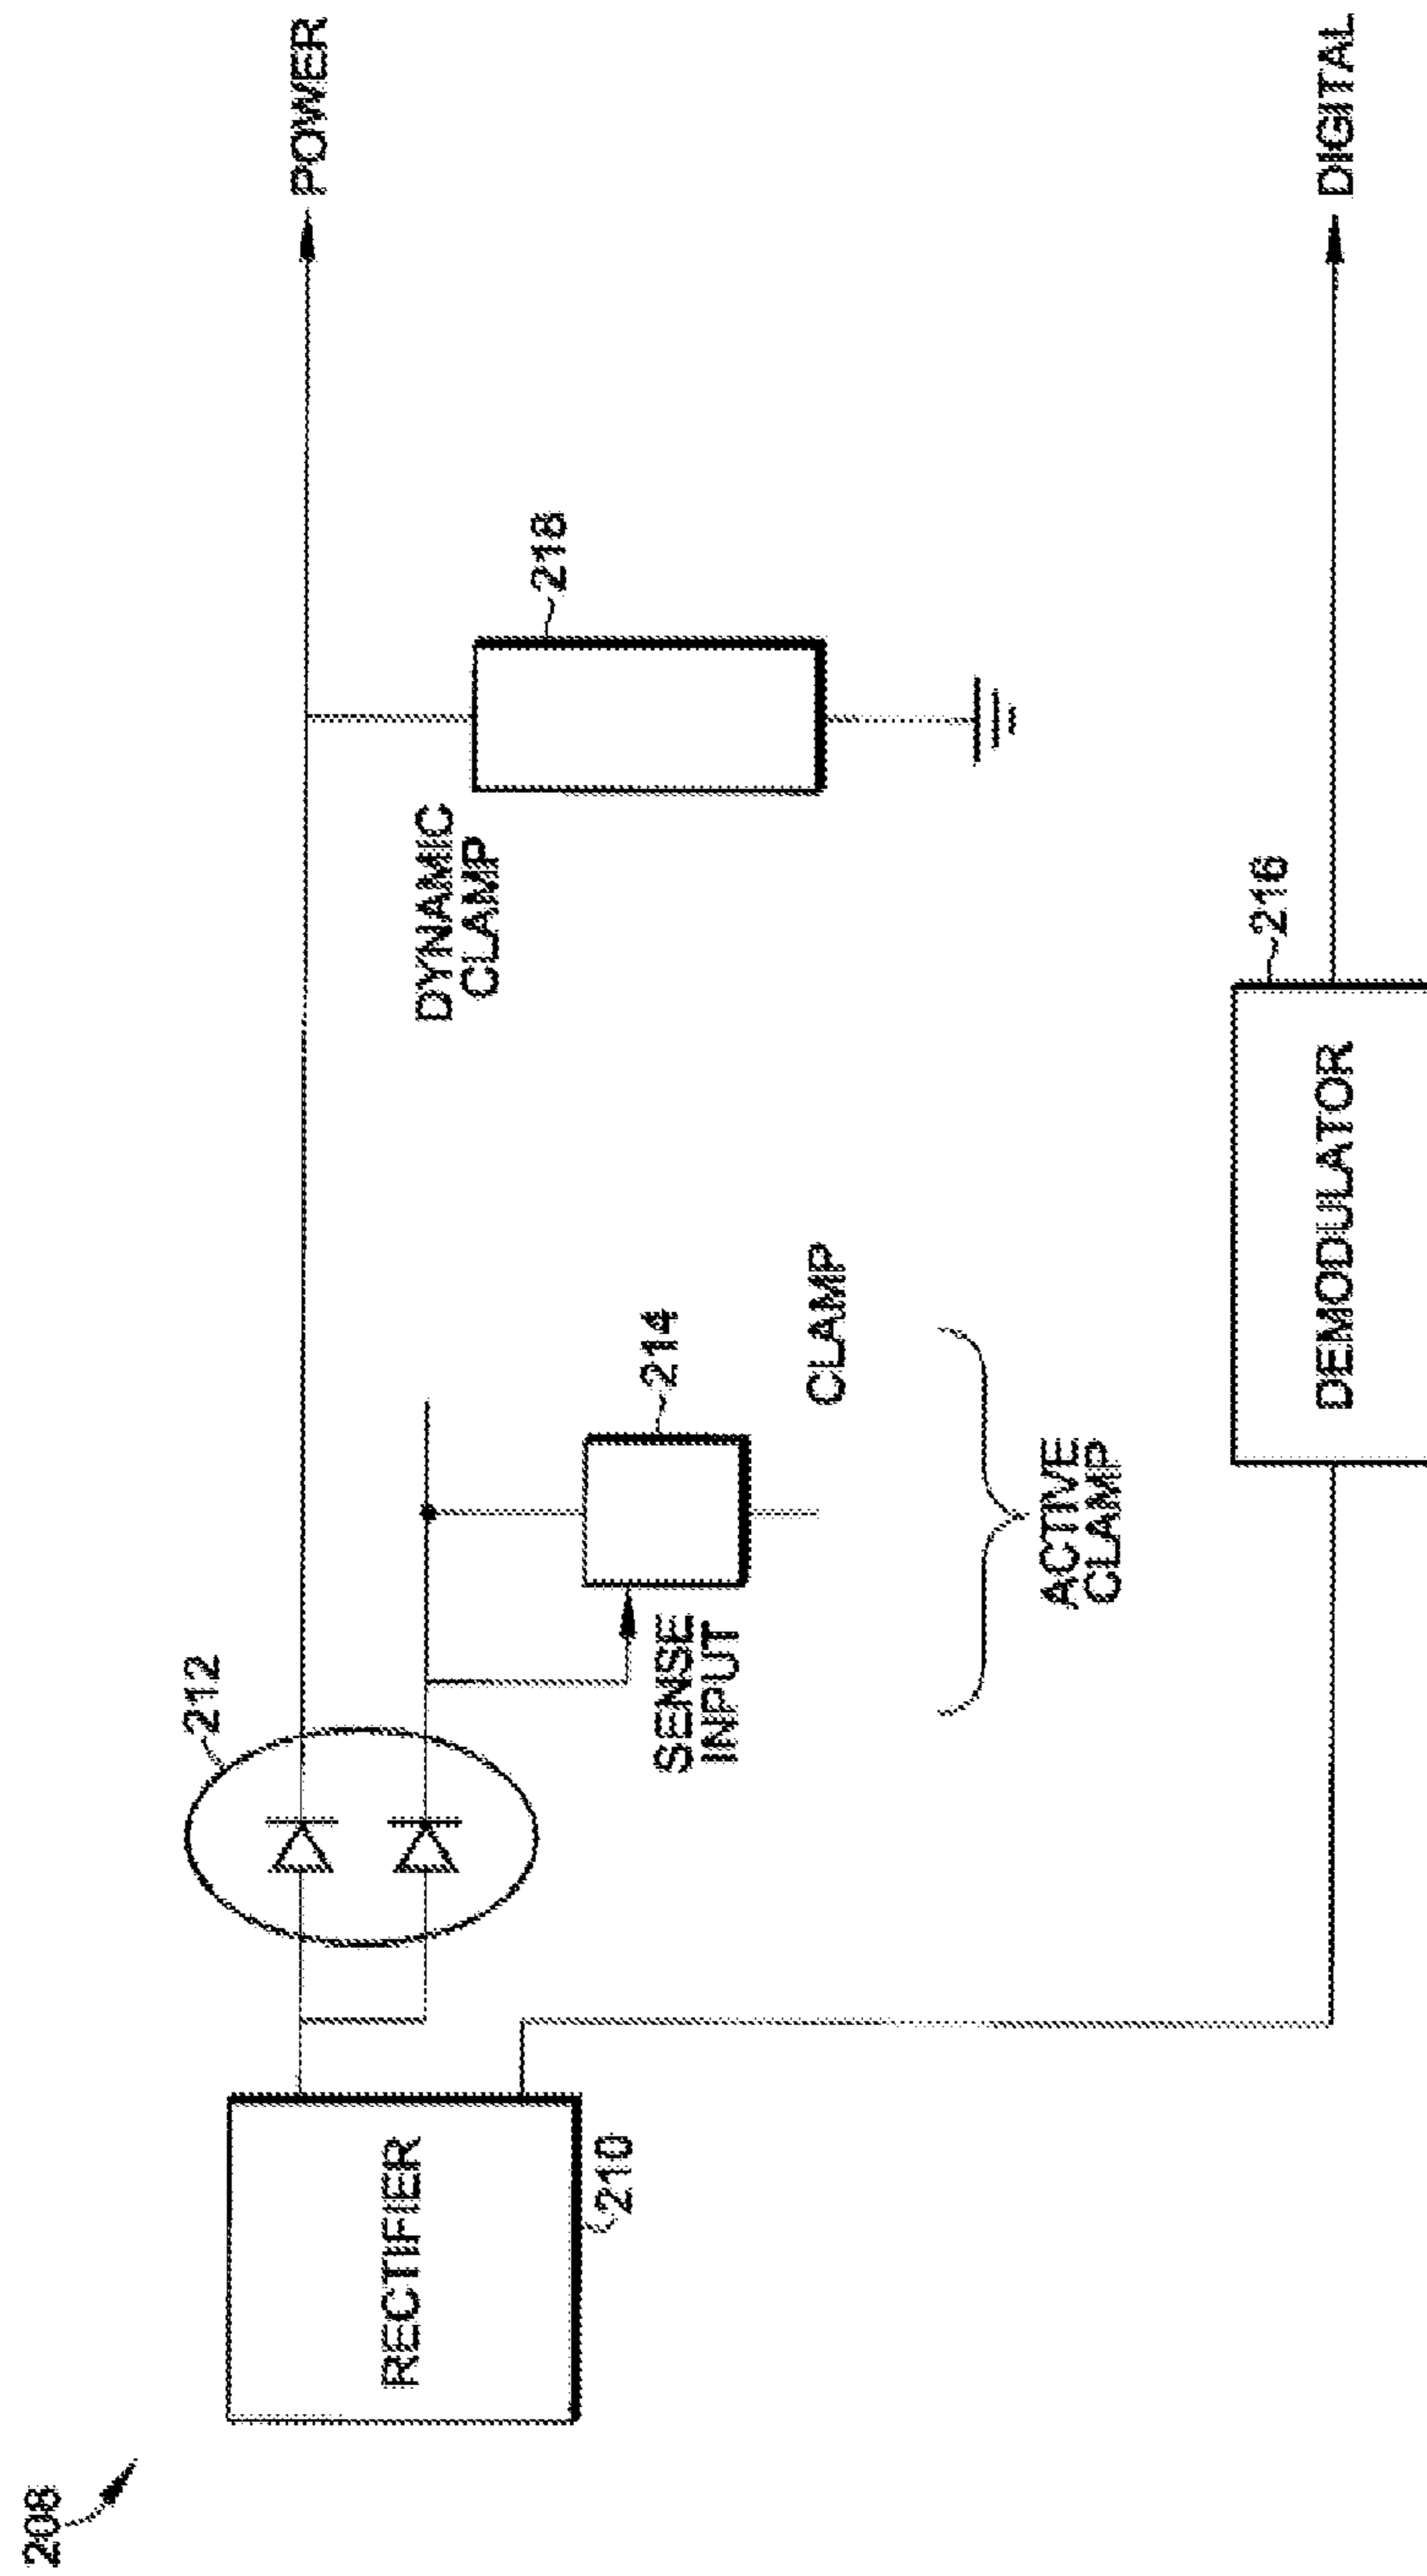 208
RECTIFIER
210
212
SENSE
INPUT
214
CLAMP
ACTIVE
CLAMP
DYNAMIC
CLAMP
218
POWER
DEMODULATOR
216
DIGITAL